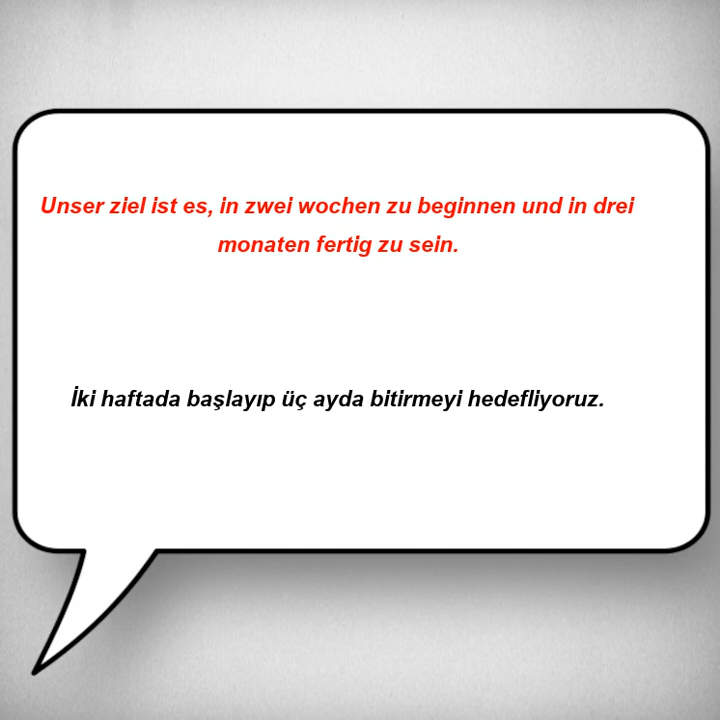 Unser ziel ist es, in zwei wochen zu beginnen und in drei
monaten fertig zu sein.
İki haftada başlayıp üç ayda bitirmeyi hedefliyoruz.